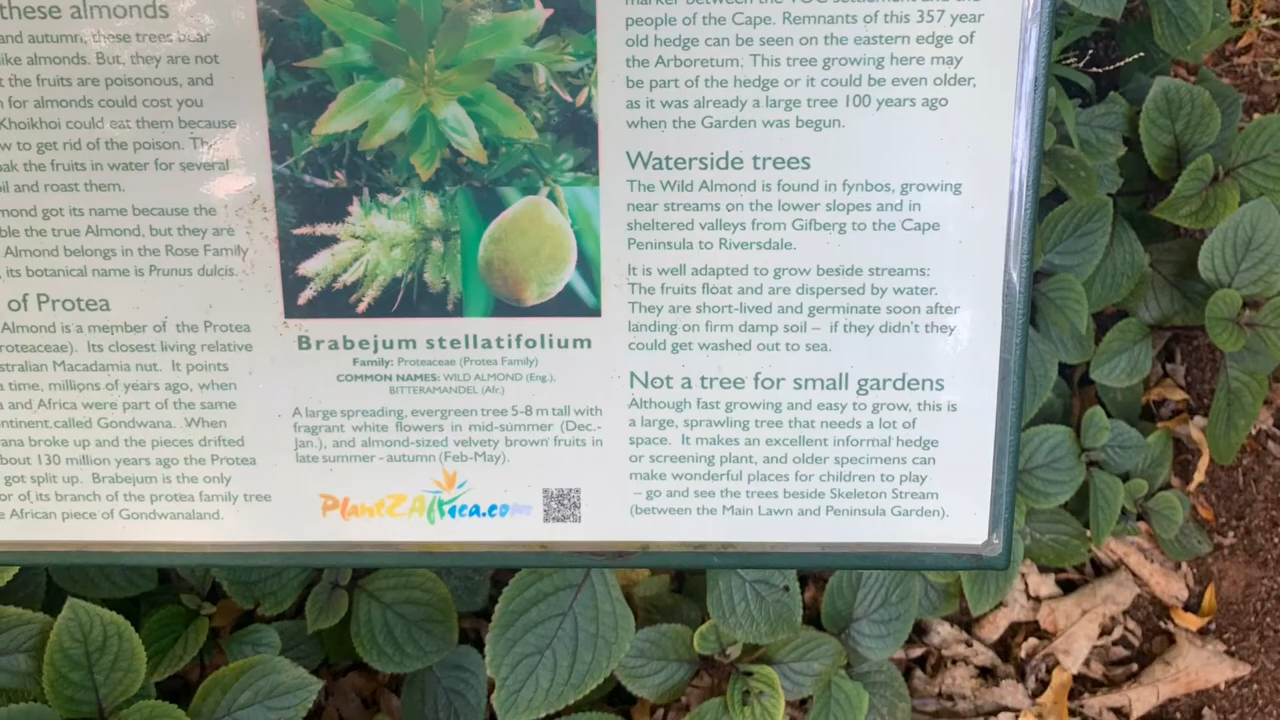 these almonds
and autumn, these trees bear
ike almonds. But, they are not
t the fruits are poisonous, and
for almonds could cost you
Khoikhoi could eat them because
w to get rid of the poison. The
oak the fruits in water for several
il and roast them.
mond got its name because the
ble the true Almond, but they are
Almond belongs in the Rose Family
, its botanical name is Prunus dulcis.
of Protea
Almond is a member of the Protea
roteaceae). Its closest living relative
stralian Macadamia nut. It points
a time, millions of years ago, when
a and Africa were part of the same
ntinent called Gondwana. When
ana broke up and the pieces drifted
bout 130 million years ago the Protea
got split up. Brabejum is the only
or of its branch of the protea family tree
e African piece of Gondwanaland.
Brabejum stellatifolium
Family: Proteaceae (Protea Family)
COMMON NAMES: WILD ALMOND (Eng.),
BITTERAMANDEL (Afr.)
A large spreading, evergreen tree 5-8 m tall with
fragrant white flowers in mid-summer (Dec.-
Jan.), and almond-sized velvety brown fruits in
late summer - autumn (Feb-May).
PlantZAfrica.com
people of the Cape. Remnants of this 357 year
old hedge can be seen on the eastern edge of
the Arboretum. This tree growing here may
be part of the hedge or it could be even older,
as it was already a large tree 100 years ago
when the Garden was begun.
Waterside trees
The Wild Almond is found in fynbos, growing
near streams on the lower slopes and in
sheltered valleys from Gifberg to the Cape
Peninsula to Riversdale.
It is well adapted to grow beside streams:
The fruits float and are dispersed by water.
They are short-lived and germinate soon after
landing on firm damp soil – if they didn't they
could get washed out to sea.
Not a tree for small gardens
Although fast growing and easy to grow, this is
a large, sprawling tree that needs a lot of
space. It makes an excellent informal hedge
or screening plant, and older specimens can
make wonderful places for children to play
– go and see the trees beside Skeleton Stream
(between the Main Lawn and Peninsula Garden).